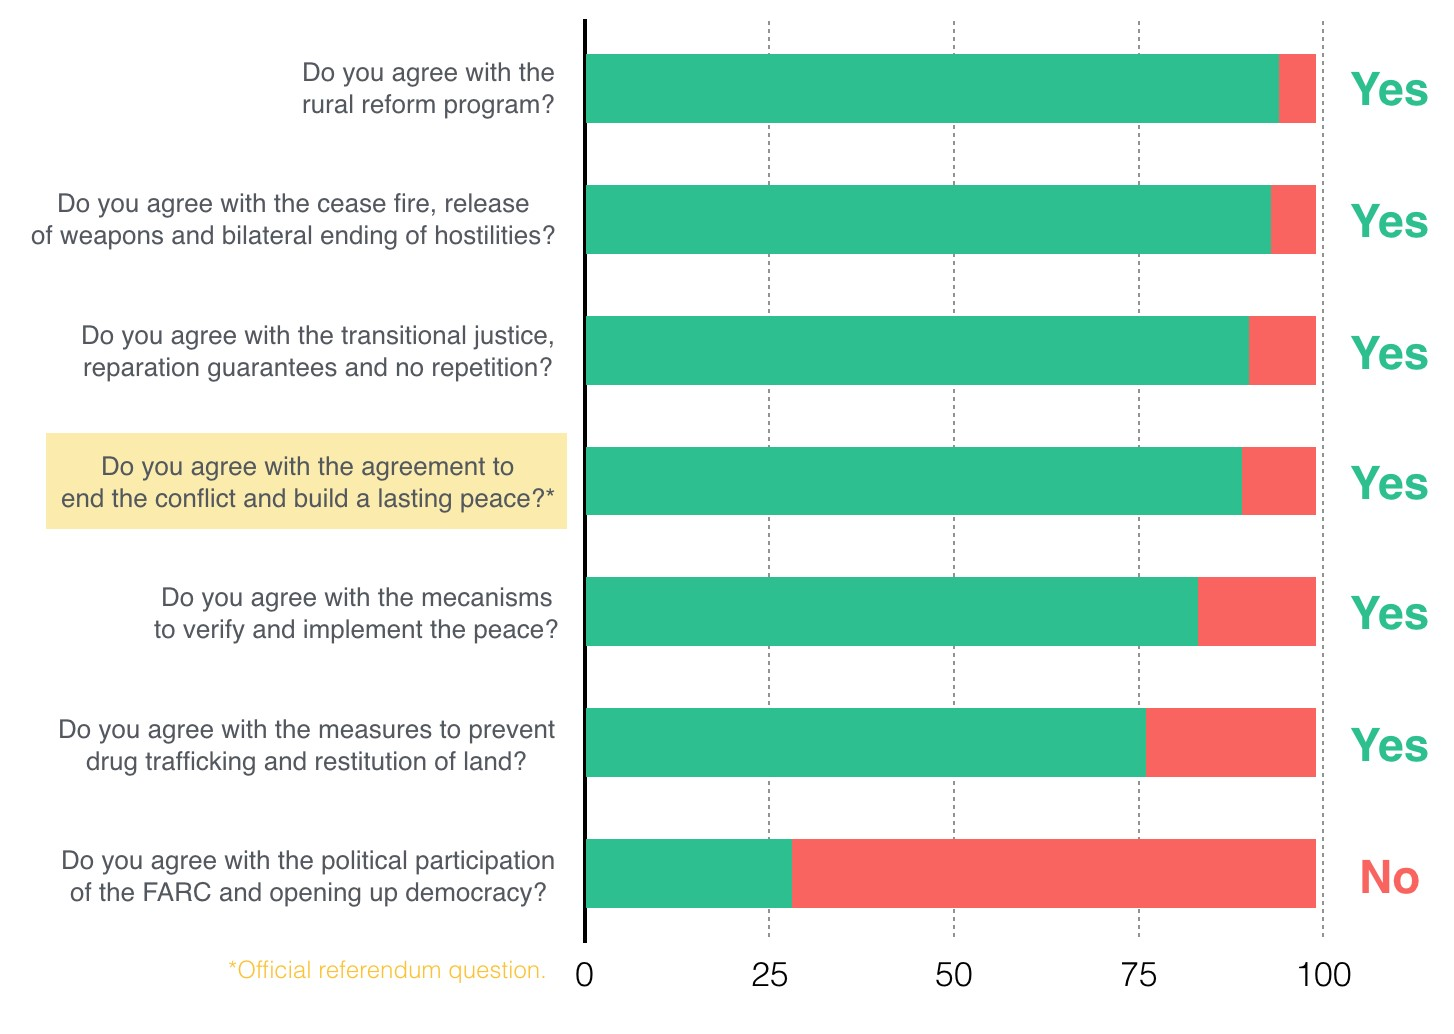 Do you agree with the
rural reform program?
Yes
Do you agree with the cease fire, release
of weapons and bilateral ending of hostilities?
Yes
Do you agree with the transitional justice,
reparation guarantees and no repetition?
Yes
Do you agree with the agreement to
end the conflict and build a lasting peace?*
Yes
Do you agree with the mecanisms
to verify and implement the peace?
Yes
Do you agree with the measures to prevent
drug trafficking and restitution of land?
Yes
Do you agree with the political participation
of the FARC and opening up democracy?
No
*Official referendum question.
0 25 50 75 100